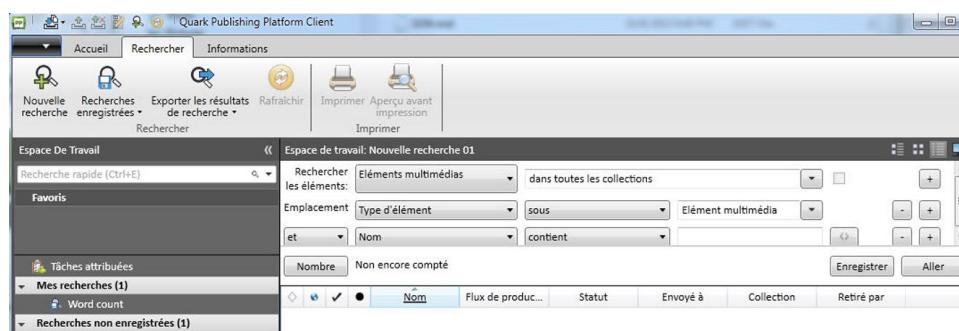 Quark Publishing Platform Client
Accueil Rechercher Informations
Nouvelle recherche
Recherches enregistrées
Exporter les résultats de recherche
Rafraîchir
Imprimer
Aperçu avant impression
Rechercher Imprimer
Espace De Travail
Espace de travail: Nouvelle recherche 01
Recherche rapide (Ctrl+E)
Favoris
Tâches attribuées
Mes recherches (1)
Word count
Recherches non enregistrées (1)
Rechercher les éléments: Eléments multimédias dans toutes les collections
Emplacement Type d'élément sous Elément multimédia - +
et Nom contient - +
Nombre Non encore compté Enregistrer Aller
Nom Flux de produc... Statut Envoyé à Collection Retiré par